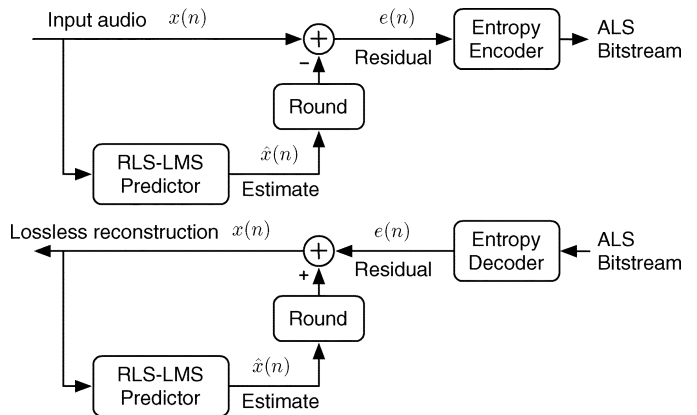 Input audio x(n)
+
−
e(n)
Residual
Entropy
Encoder
ALS
Bitstream
Round
RLS-LMS
Predictor
x̂(n)
Estimate
Lossless reconstruction x(n)
+
+
e(n)
Residual
Entropy
Decoder
ALS
Bitstream
Round
RLS-LMS
Predictor
x̂(n)
Estimate